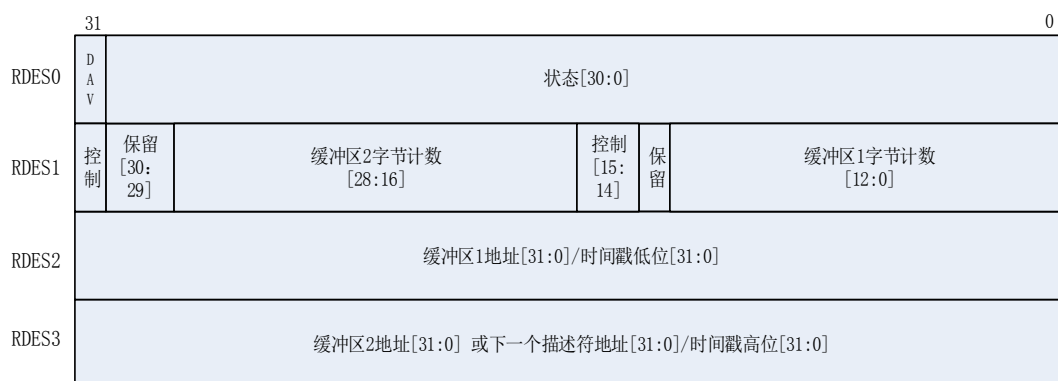 31 0
RDES0
D
A
V
状态[30:0]
RDES1
控
制
保留
[30:
29]
缓冲区2字节计数
[28:16]
控制
[15:
14]
保
留
缓冲区1字节计数
[12:0]
RDES2
缓冲区1地址[31:0]/时间戳低位[31:0]
RDES3
缓冲区2地址[31:0] 或下一个描述符地址[31:0]/时间戳高位[31:0]